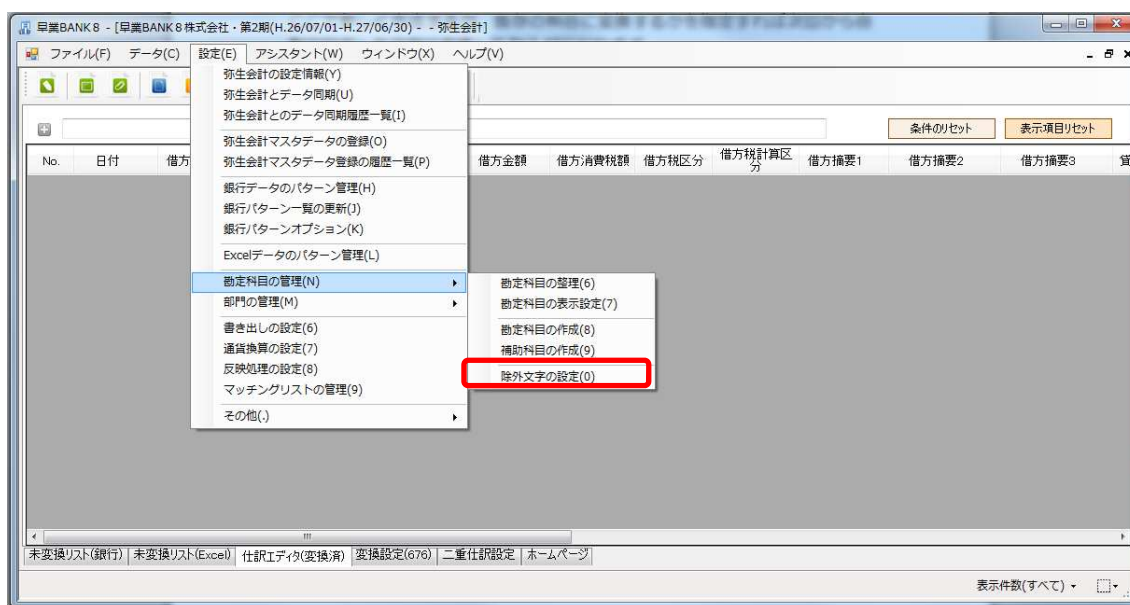 早業BANK８ - [早業BANK８株式会社・第2期(H.26/07/01-H.27/06/30) - - 弥生会計]
ファイル(F) データ(C) 設定(E) アシスタント(W) ウィンドウ(X) ヘルプ(V)
弥生会計の設定情報(Y)
弥生会計とデータ同期(U)
弥生会計とのデータ同期履歴一覧(I)
弥生会計マスタデータの登録(O)
弥生会計マスタデータ登録の履歴一覧(P)
銀行データのパターン管理(H)
銀行パターン一覧の更新(J)
銀行パターンオプション(K)
Excelデータのパターン管理(L)
勘定科目の管理(N)
部門の管理(M)
書き出しの設定(6)
通貨換算の設定(7)
反映処理の設定(8)
マッチングリストの管理(9)
その他(.)
勘定科目の整理(6)
勘定科目の表示設定(7)
勘定科目の作成(8)
補助科目の作成(9)
除外文字の設定(0)
条件のリセット 表示項目リセット
No. 日付 借方 借方金額 借方消費税額 借方税区分 借方税計算区分 借方摘要1 借方摘要2 借方摘要3
未変換リスト(銀行) 未変換リスト(Excel) 仕訳エディタ(変換済) 変換設定(676) 二重仕訳設定 ホームページ
表示件数(すべて)